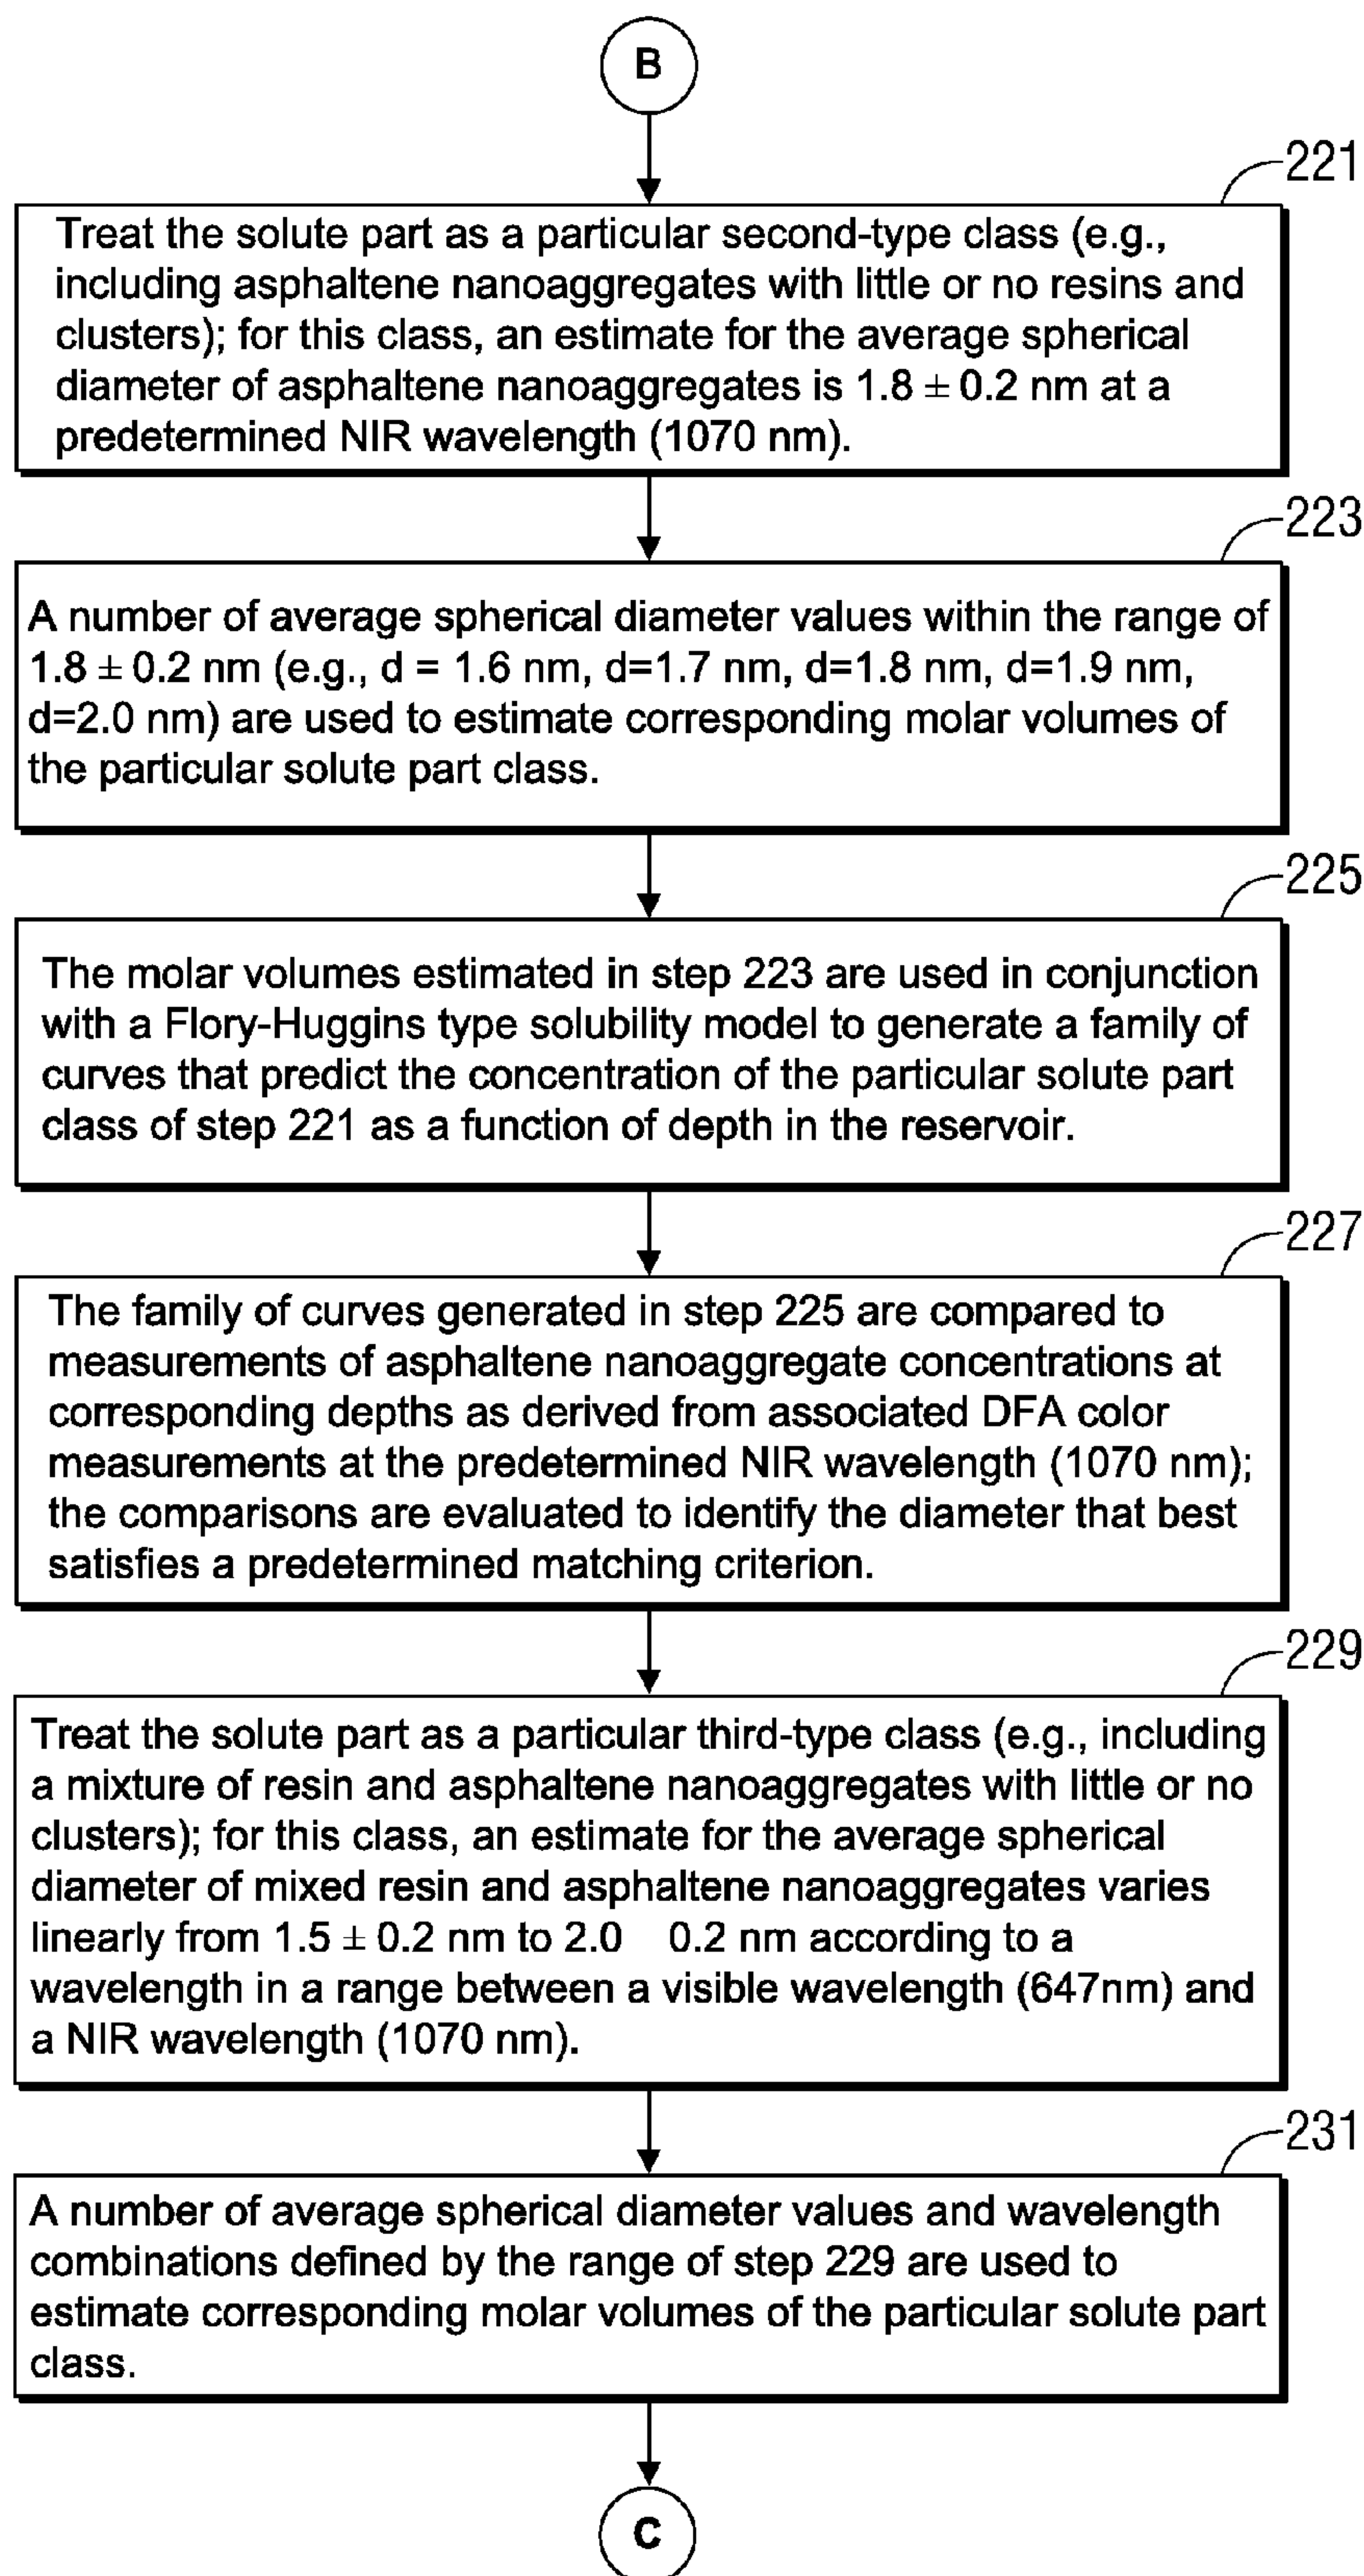 B
221
Treat the solute part as a particular second-type class (e.g.,
including asphaltene nanoaggregates with little or no resins and
clusters); for this class, an estimate for the average spherical
diameter of asphaltene nanoaggregates is 1.8 ± 0.2 nm at a
predetermined NIR wavelength (1070 nm).
223
A number of average spherical diameter values within the range of
1.8 ± 0.2 nm (e.g., d = 1.6 nm, d=1.7 nm, d=1.8 nm, d=1.9 nm,
d=2.0 nm) are used to estimate corresponding molar volumes of
the particular solute part class.
225
The molar volumes estimated in step 223 are used in conjunction
with a Flory-Huggins type solubility model to generate a family of
curves that predict the concentration of the particular solute part
class of step 221 as a function of depth in the reservoir.
227
The family of curves generated in step 225 are compared to
measurements of asphaltene nanoaggregate concentrations at
corresponding depths as derived from associated DFA color
measurements at the predetermined NIR wavelength (1070 nm);
the comparisons are evaluated to identify the diameter that best
satisfies a predetermined matching criterion.
229
Treat the solute part as a particular third-type class (e.g., including
a mixture of resin and asphaltene nanoaggregates with little or no
clusters); for this class, an estimate for the average spherical
diameter of mixed resin and asphaltene nanoaggregates varies
linearly from 1.5 ± 0.2 nm to 2.0 0.2 nm according to a
wavelength in a range between a visible wavelength (647nm) and
a NIR wavelength (1070 nm).
231
A number of average spherical diameter values and wavelength
combinations defined by the range of step 229 are used to
estimate corresponding molar volumes of the particular solute part
class.
C